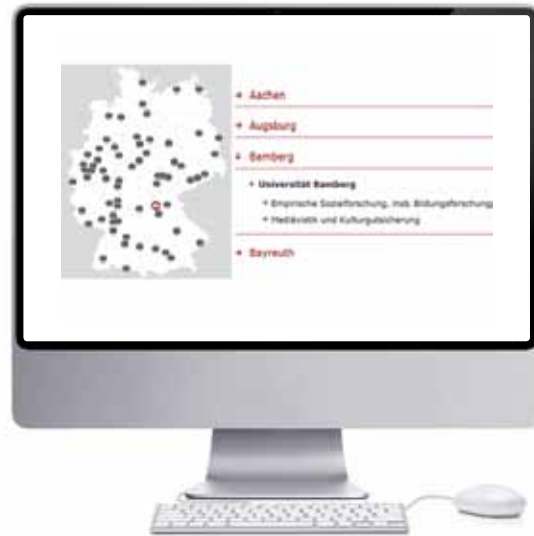 Aachen
Augsburg
Bamberg
Universität Bamberg
Empirische Sozialforschung, insb. Bildungsforschung
Mediävistik und Kulturgutsicherung
Bayreuth